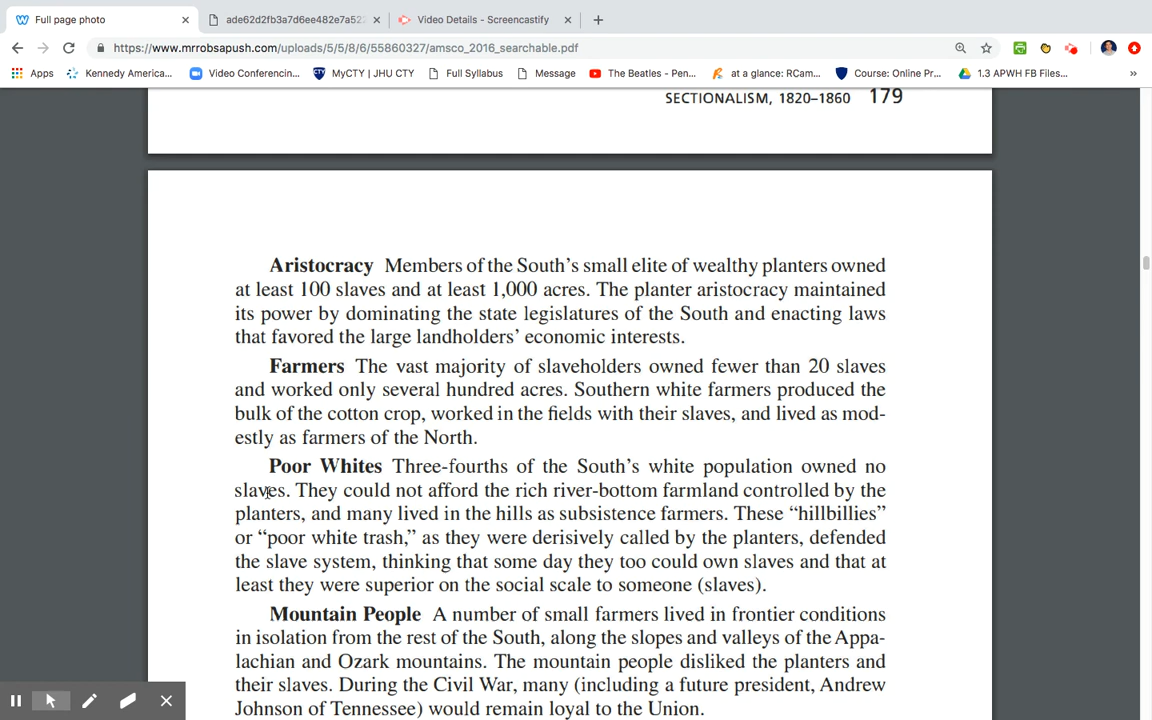 Full page photo
ade62d2fb3a7d6ee482e7a522
Video Details - Screencastify
https://www.mrrobsapush.com/uploads/5/5/8/6/55860327/amsco_2016_searchable.pdf
Apps
Kennedy America...
Video Conferencin...
CTY
MyCTY | JHU CTY
Full Syllabus
Message
The Beatles - Pen...
at a glance: RCam...
Course: Online Pr...
1.3 APWH FB Files...
»
SECTIONALISM, 1820–1860 179
Aristocracy Members of the South’s small elite of wealthy planters owned
at least 100 slaves and at least 1,000 acres. The planter aristocracy maintained
its power by dominating the state legislatures of the South and enacting laws
that favored the large landholders’ economic interests.
Farmers The vast majority of slaveholders owned fewer than 20 slaves
and worked only several hundred acres. Southern white farmers produced the
bulk of the cotton crop, worked in the fields with their slaves, and lived as mod-
estly as farmers of the North.
Poor Whites Three-fourths of the South’s white population owned no
slaves. They could not afford the rich river-bottom farmland controlled by the
planters, and many lived in the hills as subsistence farmers. These “hillbillies”
or “poor white trash,” as they were derisively called by the planters, defended
the slave system, thinking that some day they too could own slaves and that at
least they were superior on the social scale to someone (slaves).
Mountain People A number of small farmers lived in frontier conditions
in isolation from the rest of the South, along the slopes and valleys of the Appa-
lachian and Ozark mountains. The mountain people disliked the planters and
their slaves. During the Civil War, many (including a future president, Andrew
Johnson of Tennessee) would remain loyal to the Union.